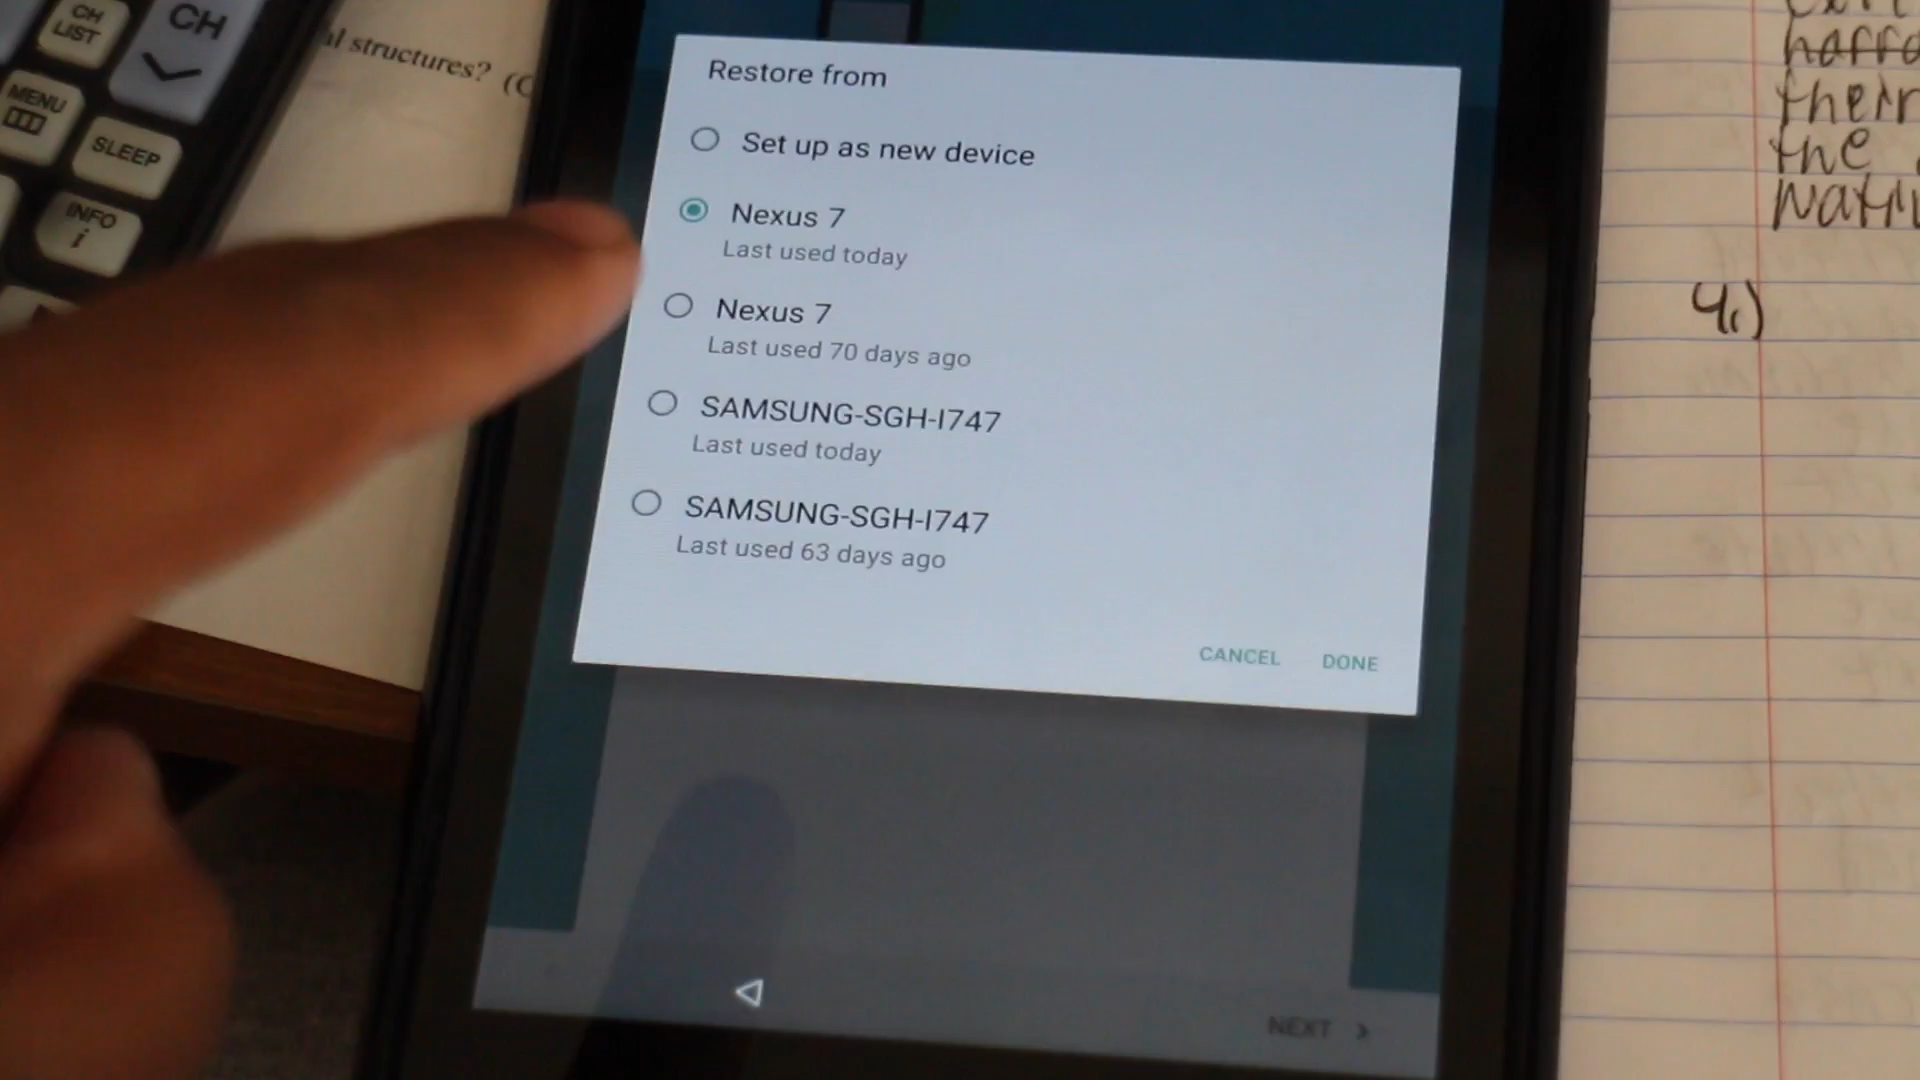 CH
LIST
CH
MENU
SLEEP
INFO
i
al structures? (C
Restore from
Set up as new device
Nexus 7
Last used today
Nexus 7
Last used 70 days ago
SAMSUNG-SGH-I747
Last used today
SAMSUNG-SGH-I747
Last used 63 days ago
CANCEL DONE
NEXT
their
the
4.)